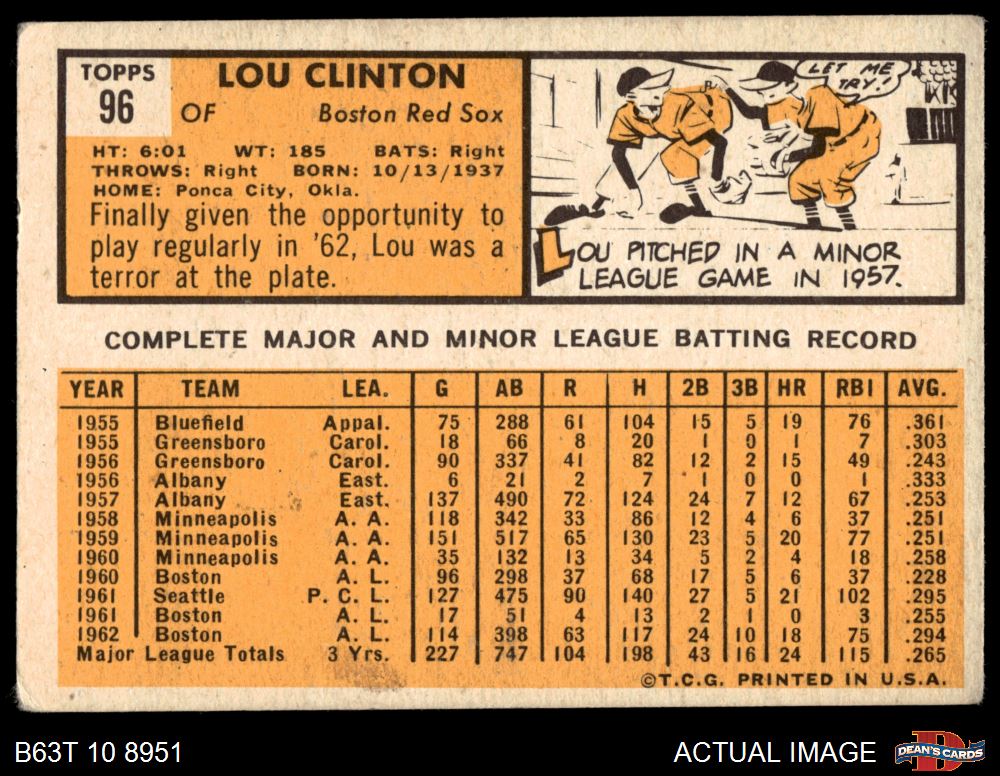 TOPPS
96
LOU CLINTON
OF Boston Red Sox
HT: 6:01 WT: 185 BATS: Right
THROWS: Right BORN: 10/13/1937
HOME: Ponca City, Okla.
Finally given the opportunity to
play regularly in '62, Lou was a
terror at the plate.
LET ME
TRY!
LOU PITCHED IN A MINOR
LEAGUE GAME IN 1957.
COMPLETE MAJOR AND MINOR LEAGUE BATTING RECORD
YEAR TEAM LEA. G AB R H 2B 3B HR RBI AVG.
1955 Bluefield Appal. 75 288 61 104 15 5 19 76 .361
1955 Greensboro Carol. 18 66 8 20 1 0 1 7 .303
1956 Greensboro Carol. 90 337 41 82 12 2 15 49 .243
1956 Albany East. 6 21 2 7 1 0 0 1 .333
1957 Albany East. 137 490 72 124 24 7 12 67 .253
1958 Minneapolis A. A. 118 342 33 86 12 4 6 37 .251
1959 Minneapolis A. A. 151 517 65 130 23 5 20 77 .251
1960 Minneapolis A. A. 35 132 13 34 5 2 4 18 .258
1960 Boston A. L. 96 298 37 68 17 5 6 37 .228
1961 Seattle P. C. L. 127 475 90 140 27 5 21 102 .295
1961 Boston A. L. 17 51 4 13 2 1 0 3 .255
1962 Boston A. L. 114 398 63 117 24 10 18 75 .294
Major League Totals 3 Yrs. 227 747 104 198 43 16 24 115 .265
©T.C.G. PRINTED IN U.S.A.
B63T 10 8951 ACTUAL IMAGE
DEAN'S CARDS